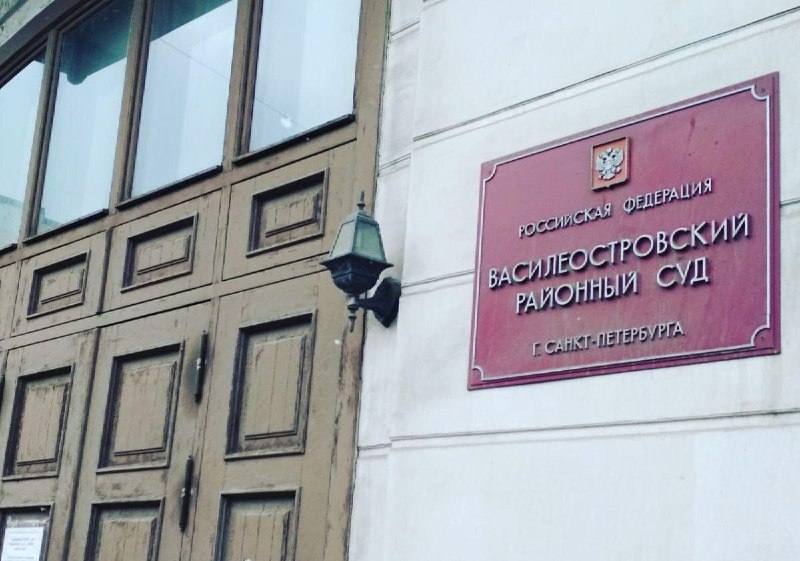 РОССИЙСКАЯ ФЕДЕРАЦИЯ
ВАСИЛЕОСТРОВСКИЙ
РАЙОННЫЙ СУД
Г. САНКТ-ПЕТЕРБУРГА